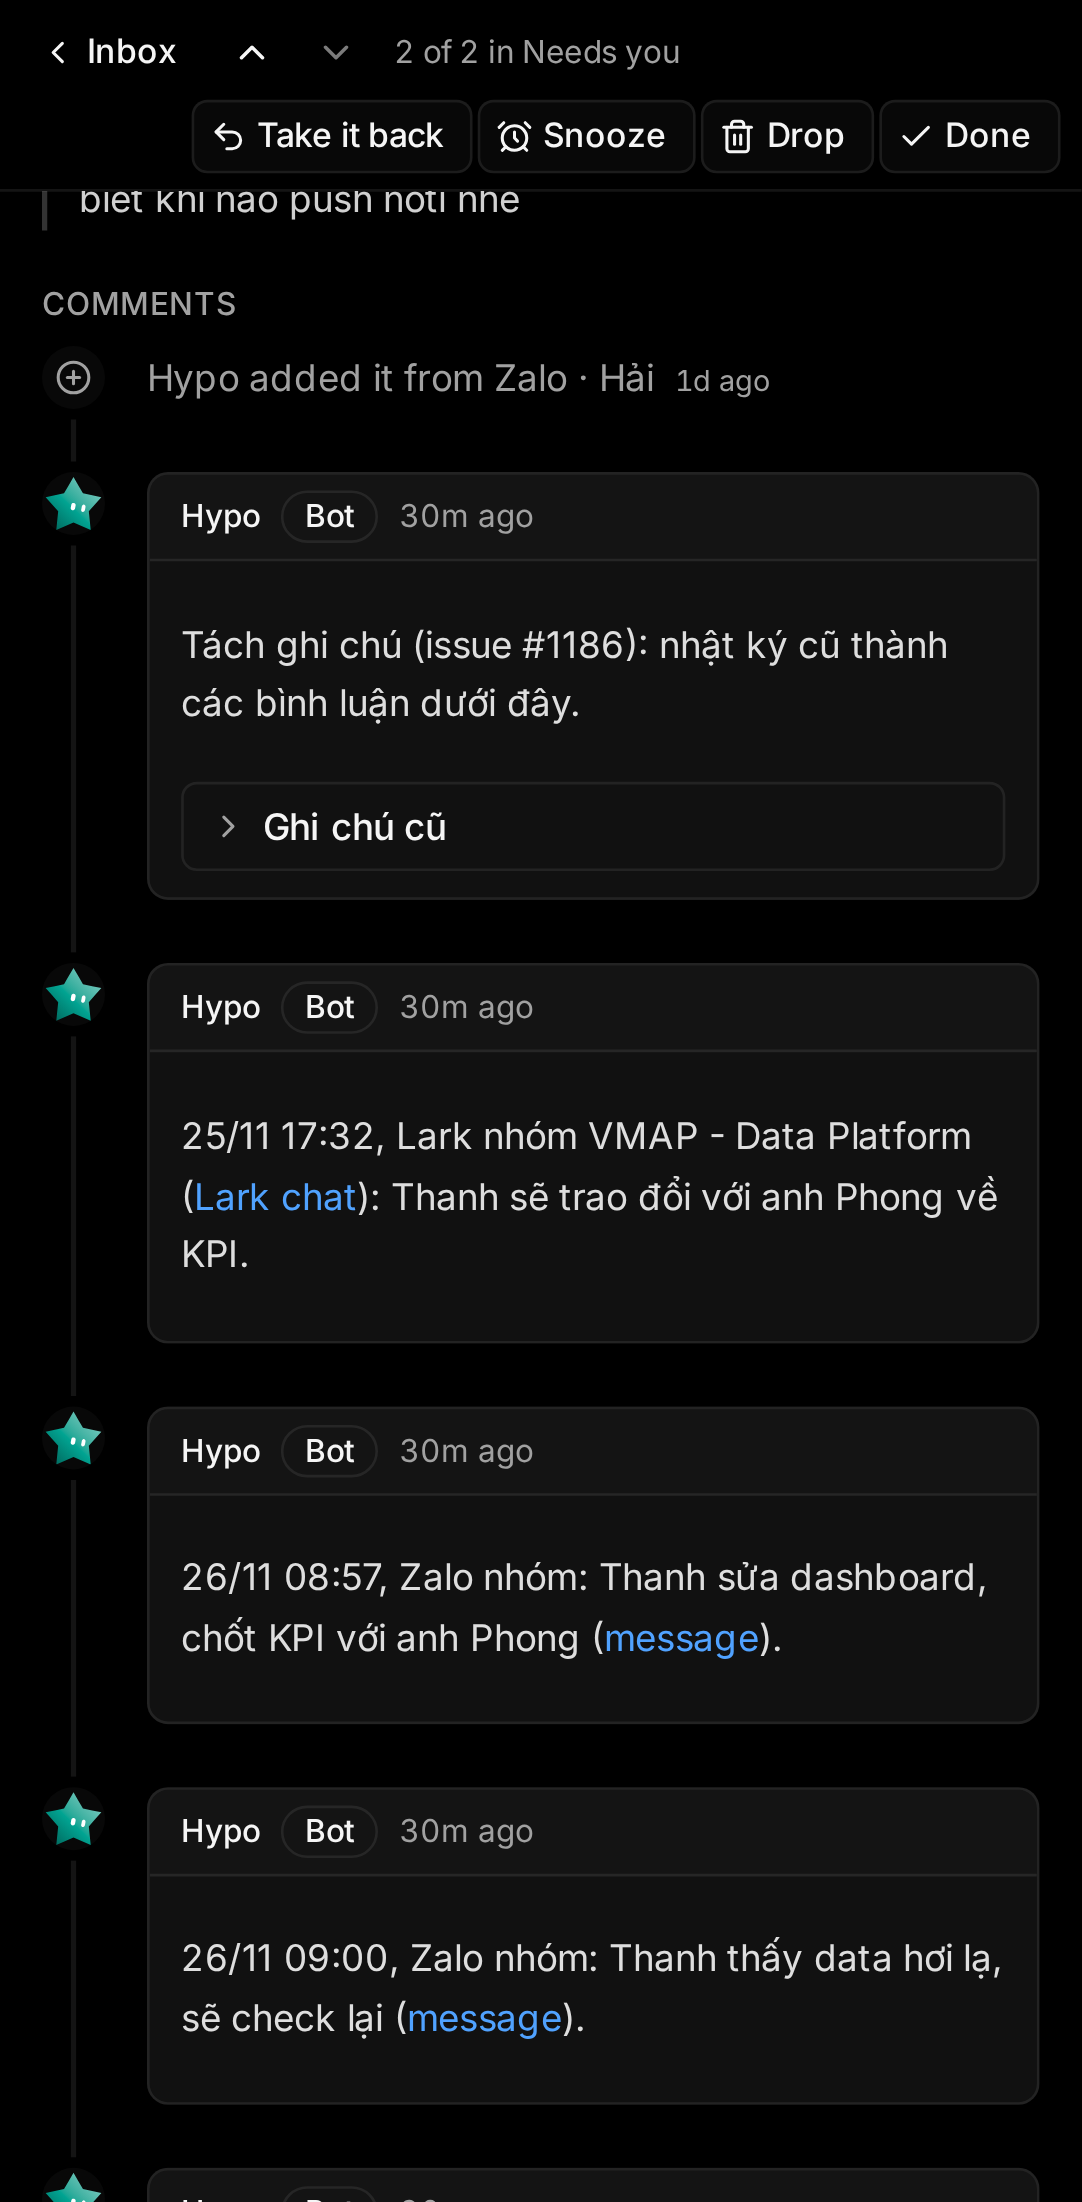 Inbox
2 of 2 in Needs you
Take it back
Snooze
Drop
Done
push noti
COMMENTS
Hypo added it from Zalo · Hải 1d ago
Hypo Bot 30m ago
Tách ghi chú (issue #1186): nhật ký cũ thành
các bình luận dưới đây.
Ghi chú cũ
Hypo Bot 30m ago
25/11 17:32, Lark nhóm VMAP - Data Platform
(Lark chat): Thanh sẽ trao đổi với anh Phong về
KPI.
Hypo Bot 30m ago
26/11 08:57, Zalo nhóm: Thanh sửa dashboard,
chốt KPI với anh Phong (message).
Hypo Bot 30m ago
26/11 09:00, Zalo nhóm: Thanh thấy data hơi lạ,
sẽ check lại (message).